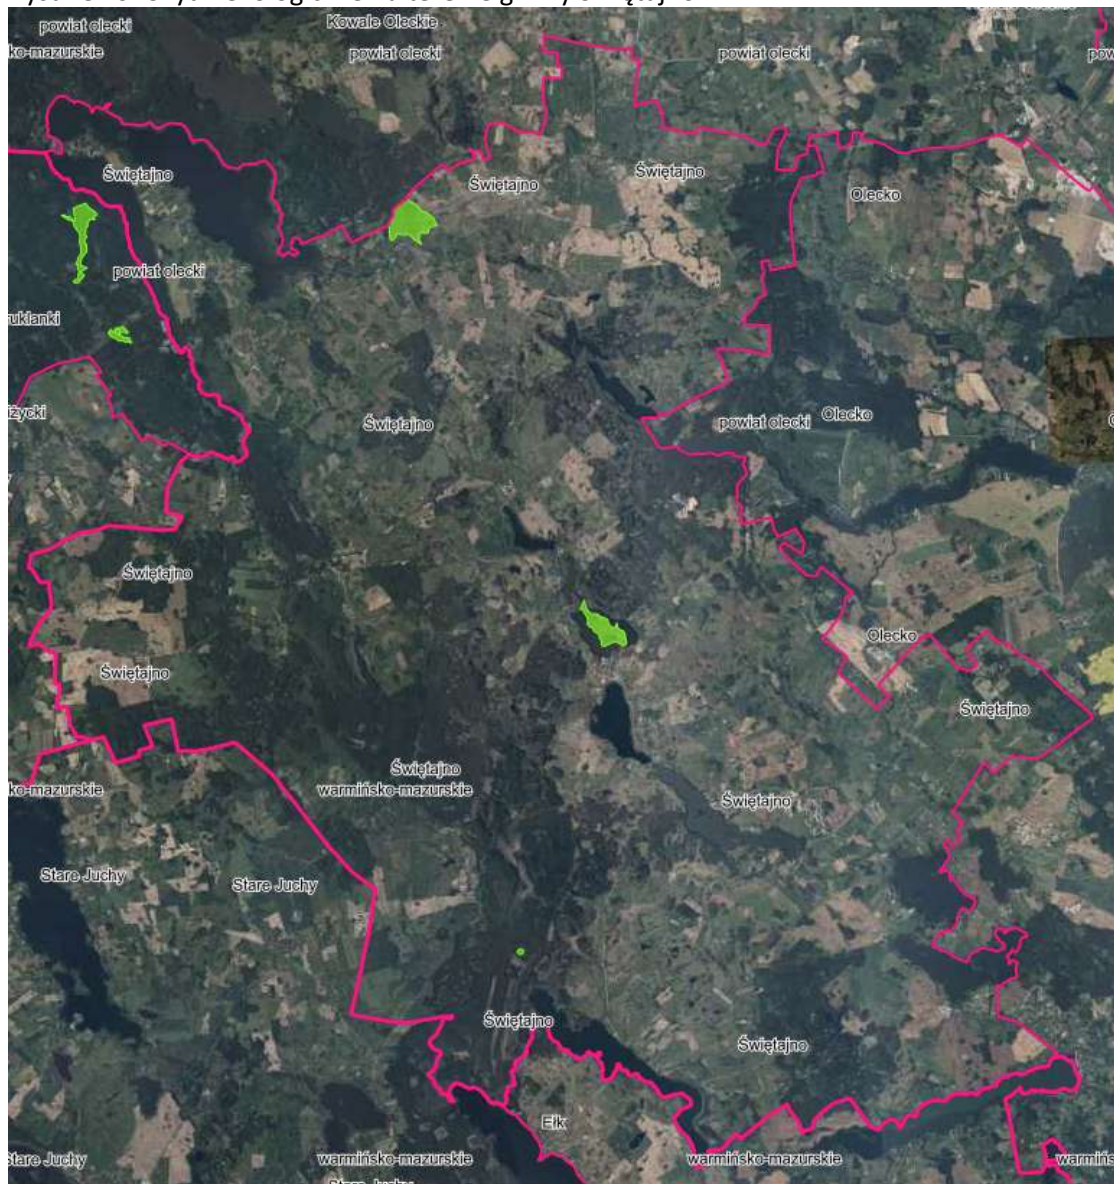 Kowale Oleckie
powiat olecki
powiat olecki
powiat olecki
ko-mazurskie
Świętajno
Świętajno
Świętajno
Olecko
powiat olecki
ruklanki
iżycki
Świętajno
powiat olecki
Olecko
Świętajno
Olecko
Świętajno
Świętajno
Świętajno
warmińsko-mazurskie
ko-mazurskie
Świętajno
Stare Juchy
Stare Juchy
Świętajno
Świętajno
Ełk
Stare Juchy
warmińsko-mazurskie
warmińsko-mazurskie
warmińs